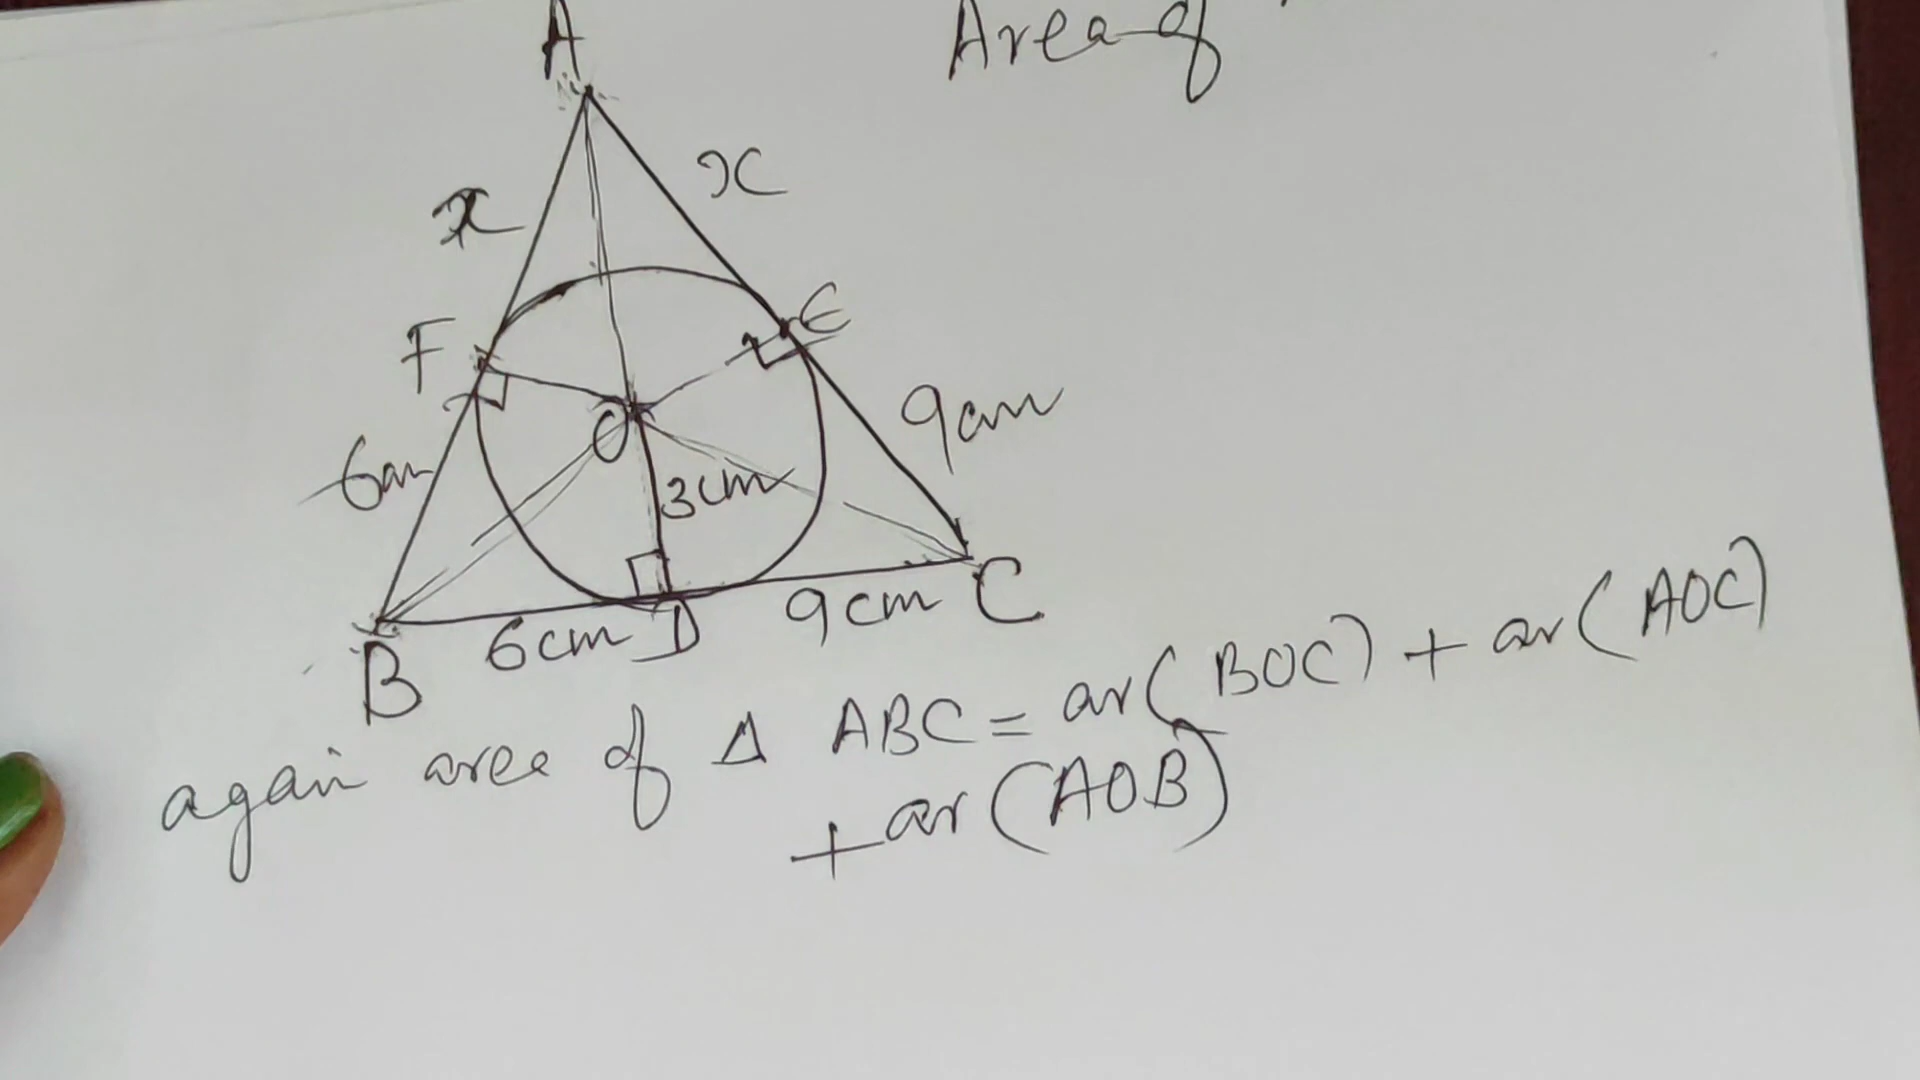 A
Area of
x
x
F
E
O
6cm
9cm
3cm
B
6cm
D
9cm
C
again area of Δ ABC = ar(BOC) + ar(AOC)
+ ar(AOB)